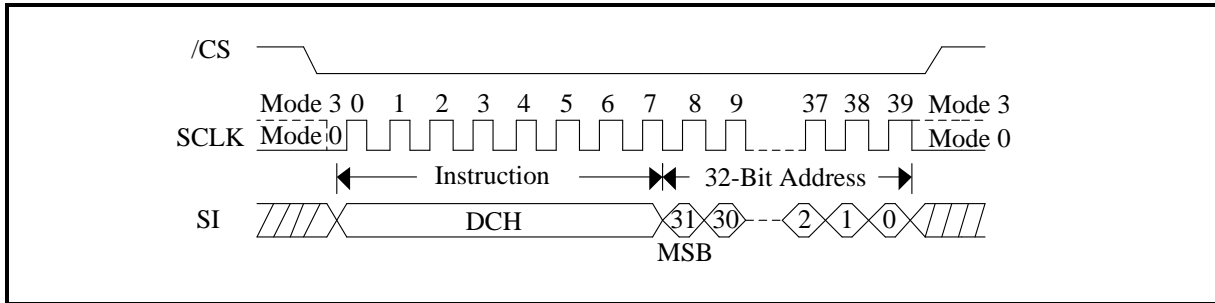 /CS
Mode 3 0 1 2 3 4 5 6 7 8 9 37 38 39 Mode 3
SCLK Mode 0 Mode 0
Instruction 32-Bit Address
SI DCH 31 30 2 1 0
MSB